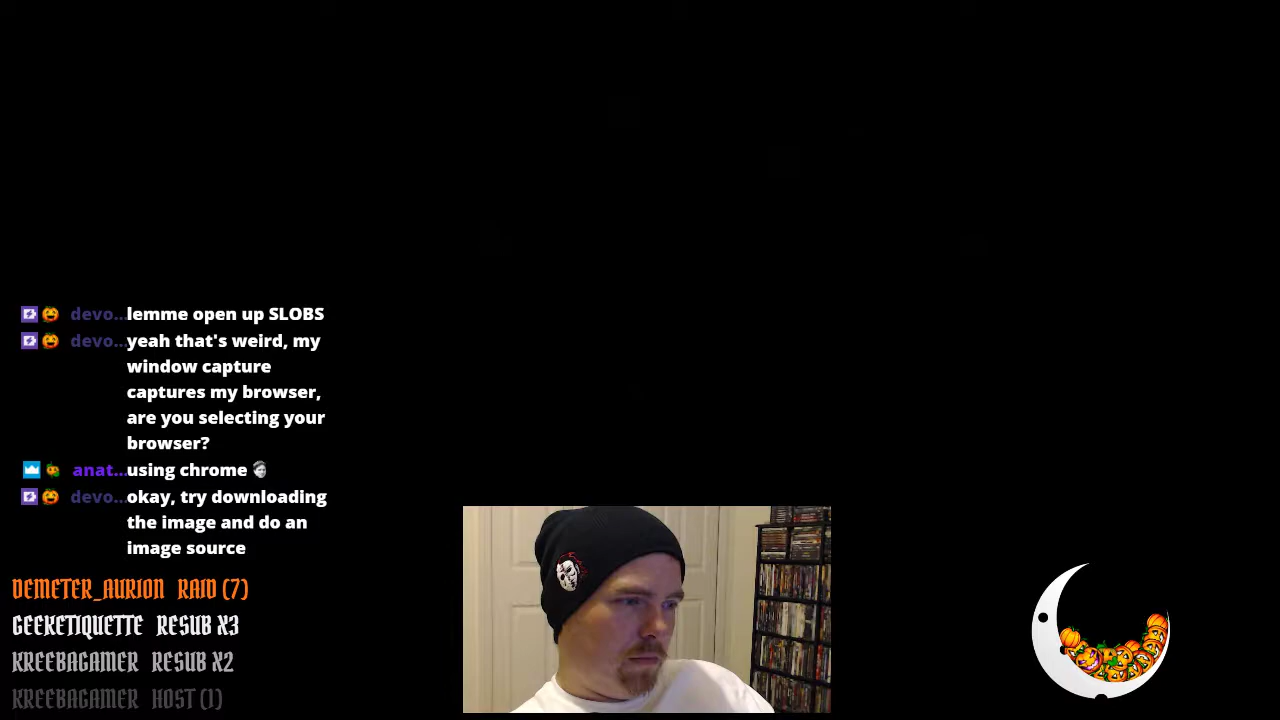 devo... lemme open up SLOBS
devo... yeah that's weird, my
window capture
captures my browser,
are you selecting your
browser?
anat... using chrome
devo... okay, try downloading
the image and do an
image source
DEMETER_AURION RAID (7)
GEEKETIQUETTE RESUB X3
KREEBAGAMER RESUB X2
KREEBAGAMER HOST (1)